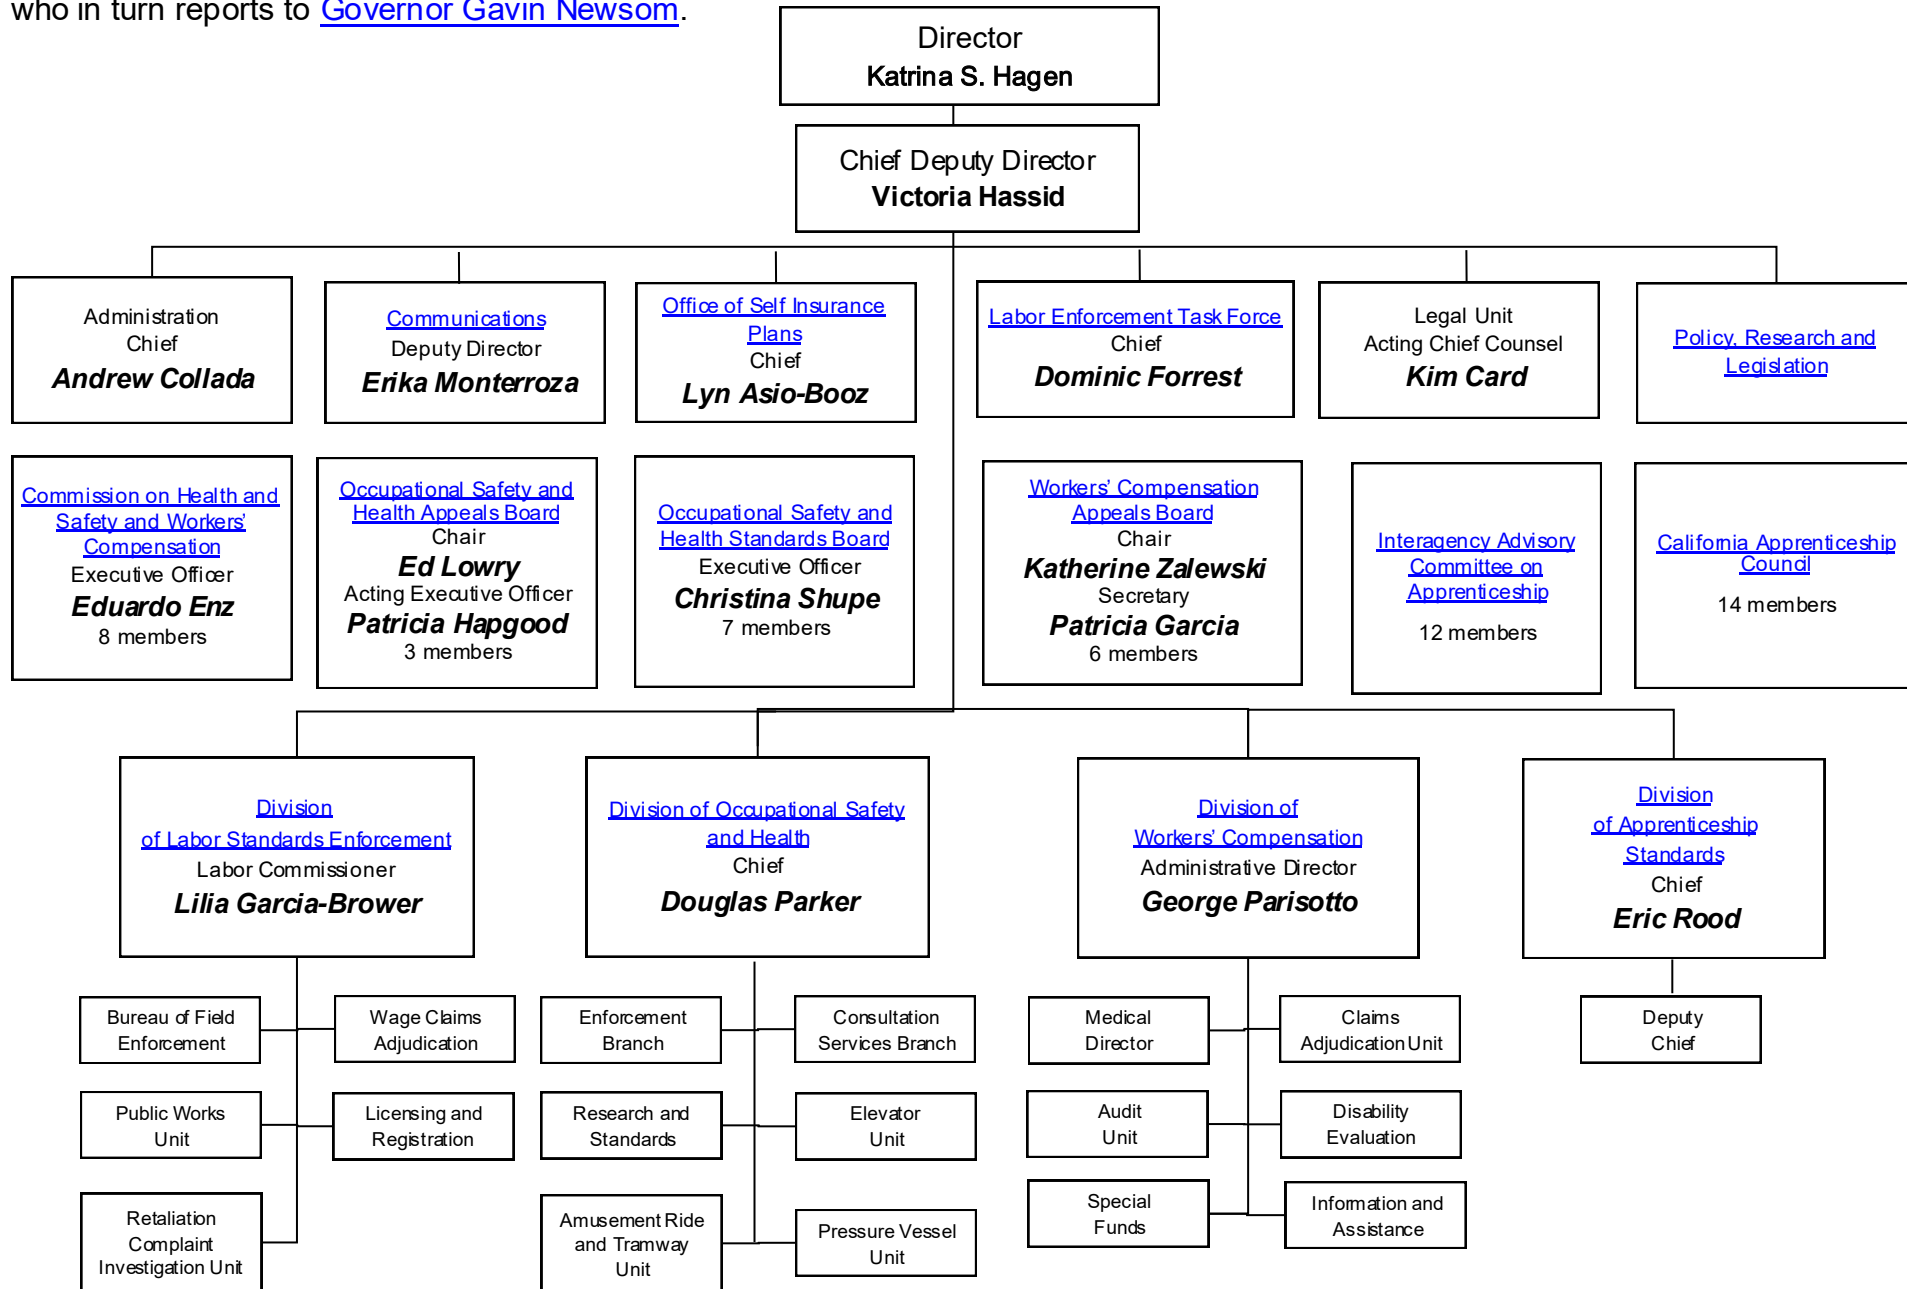 who in turn reports to Governor Gavin Newsom.
Director
Katrina S. Hagen
Chief Deputy Director
Victoria Hassid
Administration
Chief
Andrew Collada
Communications
Deputy Director
Erika Monterroza
Office of Self Insurance
Plans
Chief
Lyn Asio-Booz
Labor Enforcement Task Force
Chief
Dominic Forrest
Legal Unit
Acting Chief Counsel
Kim Card
Policy, Research and
Legislation
Commission on Health and
Safety and Workers’
Compensation
Executive Officer
Eduardo Enz
8 members
Occupational Safety and
Health Appeals Board
Chair
Ed Lowry
Acting Executive Officer
Patricia Hapgood
3 members
Occupational Safety and
Health Standards Board
Executive Officer
Christina Shupe
7 members
Workers’ Compensation
Appeals Board
Chair
Katherine Zalewski
Secretary
Patricia Garcia
6 members
Interagency Advisory
Committee on
Apprenticeship
12 members
California Apprenticeship
Council
14 members
Division
of Labor Standards Enforcement
Labor Commissioner
Lilia Garcia-Brower
Division of Occupational Safety
and Health
Chief
Douglas Parker
Division of
Workers’ Compensation
Administrative Director
George Parisotto
Division
of Apprenticeship
Standards
Chief
Eric Rood
Bureau of Field
Enforcement
Wage Claims
Adjudication
Enforcement
Branch
Consultation
Services Branch
Medical
Director
Claims
Adjudication Unit
Deputy
Chief
Public Works
Unit
Licensing and
Registration
Research and
Standards
Elevator
Unit
Audit
Unit
Disability
Evaluation
Retaliation
Complaint
Investigation Unit
Amusement Ride
and Tramway
Unit
Pressure Vessel
Unit
Special
Funds
Information and
Assistance